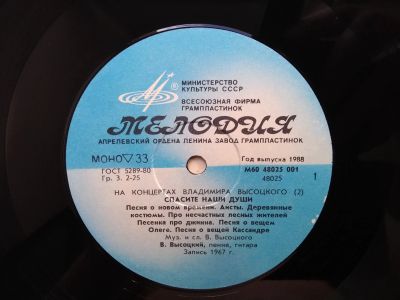 МИНИСТЕРСТВО
КУЛЬТУРЫ СССР
ВСЕСОЮЗНАЯ ФИРМА
ГРАМПЛАСТИНОК
®
МЕЛОДИЯ
АПРЕЛЕВСКИЙ ОРДЕНА ЛЕНИНА ЗАВОД ГРАМПЛАСТИНОК
МОНО ▽ 33
Год выпуска 1988
ГОСТ 5289-80
М60 48025 001
Гр. 3. 2-25
48025
1
НА КОНЦЕРТАХ ВЛАДИМИРА ВЫСОЦКОГО (2)
СПАСИТЕ НАШИ ДУШИ
Песня о новом времени. Аисты. Деревянные
костюмы. Про несчастных лесных жителей
Песенка про джинна. Песня о вещем
Олеге. Песня о вещей Кассандре
Муз. и сл. В. Высоцкого
В. Высоцкий, пение, гитара
Запись 1967 г.